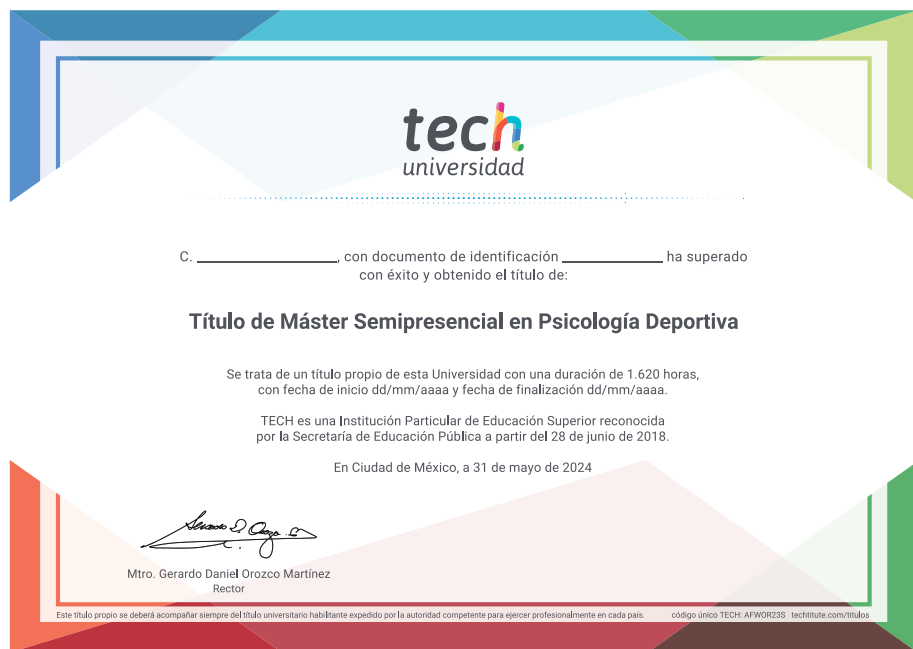 tech
universidad
C. ____________________, con documento de identificación ______________ ha superado
con éxito y obtenido el título de:
Título de Máster Semipresencial en Psicología Deportiva
Se trata de un título propio de esta Universidad con una duración de 1.620 horas,
con fecha de inicio dd/mm/aaaa y fecha de finalización dd/mm/aaaa.
TECH es una Institución Particular de Educación Superior reconocida
por la Secretaría de Educación Pública a partir del 28 de junio de 2018.
En Ciudad de México, a 31 de mayo de 2024
Mtro. Gerardo Daniel Orozco Martínez
Rector
Este título propio se deberá acompañar siempre del título universitario habilitante expedido por la autoridad competente para ejercer profesionalmente en cada país. código único TECH: AFWOR23S techtitute.com/titulos